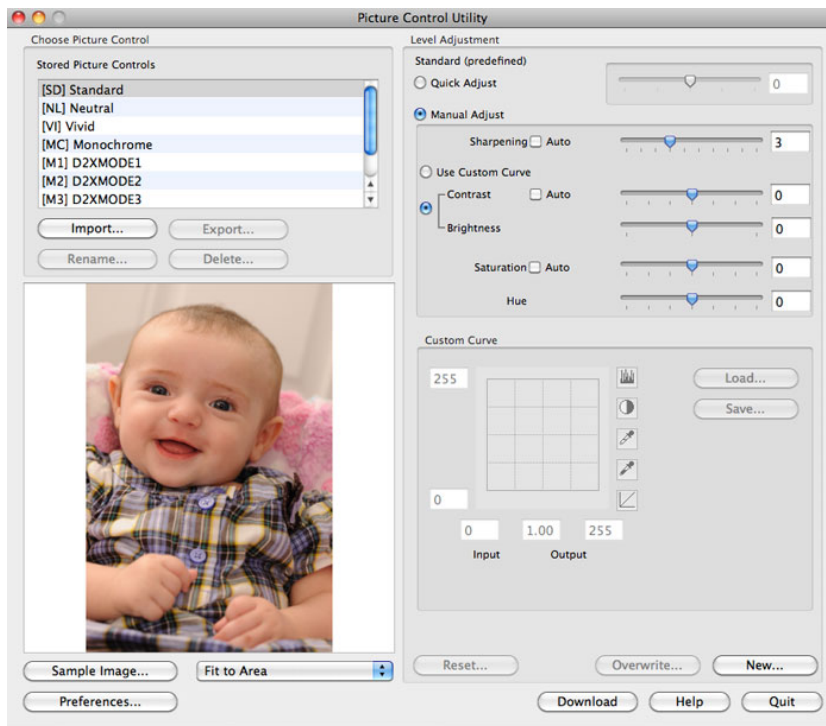 Picture Control Utility
Choose Picture Control
Stored Picture Controls
[SD] Standard
[NL] Neutral
[VI] Vivid
[MC] Monochrome
[M1] D2XMODE1
[M2] D2XMODE2
[M3] D2XMODE3
Import...
Export...
Rename...
Delete...
Sample Image...
Fit to Area
Preferences...
Level Adjustment
Standard (predefined)
Quick Adjust
0
Manual Adjust
Sharpening Auto
3
Use Custom Curve
Contrast Auto
0
Brightness
0
Saturation Auto
0
Hue
0
Custom Curve
255
Load...
Save...
0
0 1.00 255
Input Output
Reset...
Overwrite...
New...
Download
Help
Quit